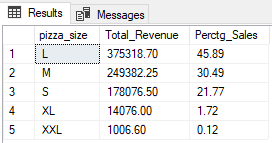 Results Messages
pizza_size Total_Revenue Perctg_Sales
1 L 375318.70 45.89
2 M 249382.25 30.49
3 S 178076.50 21.77
4 XL 14076.00 1.72
5 XXL 1006.60 0.12